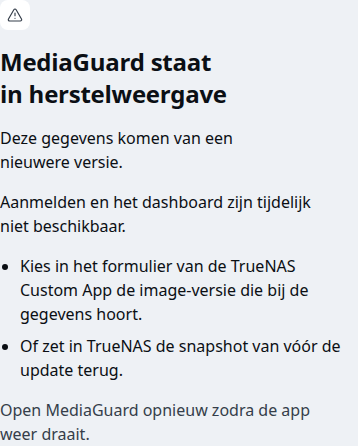 MediaGuard staat
in herstelweergave
Deze gegevens komen van een
nieuwere versie.
Aanmelden en het dashboard zijn tijdelijk
niet beschikbaar.
• Kies in het formulier van de TrueNAS
Custom App de image-versie die bij de
gegevens hoort.
• Of zet in TrueNAS de snapshot van vóór de
update terug.
Open MediaGuard opnieuw zodra de app
weer draait.